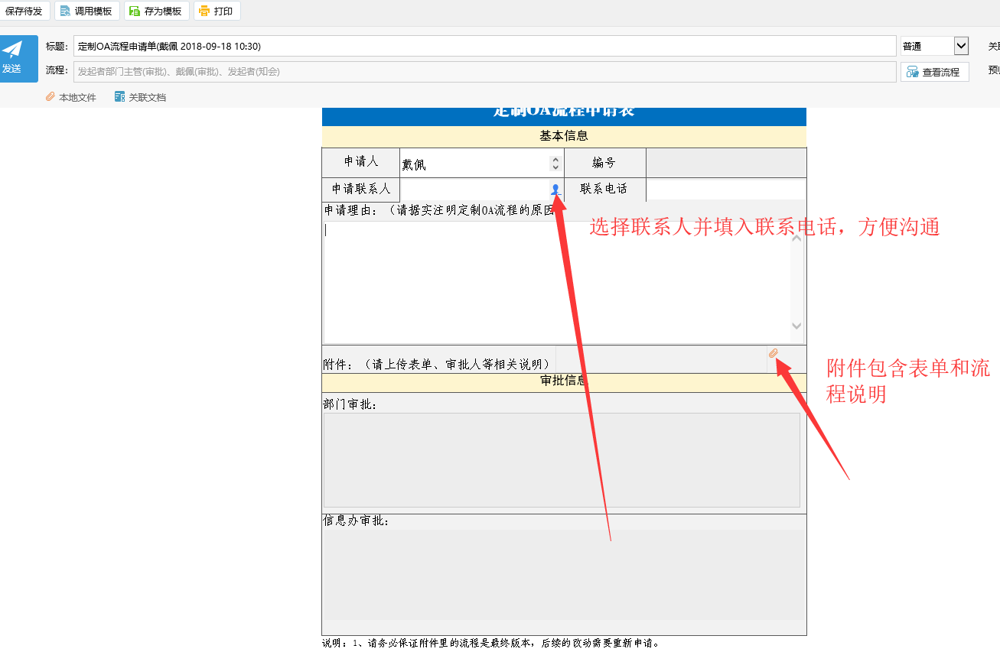 保存待发 调用模板 存为模板 打印
标题： 定制OA流程申请单(戴佩 2018-09-18 10:30) 普通
发送
流程： 发起者部门主管(审批)、戴佩(审批)、发起者(知会) 查看流程
本地文件 关联文档
定制OA流程申请表
基本信息
申请人 戴佩 编号
申请联系人 联系电话
申请理由：（请据实注明定制OA流程的原因
选择联系人并填入联系电话，方便沟通
附件：（请上传表单、审批人等相关说明）
附件包含表单和流
程说明
审批信息
部门审批：
信息办审批：
说明：1、请务必保证附件里的流程是最终版本，后续的改动需要重新申请。